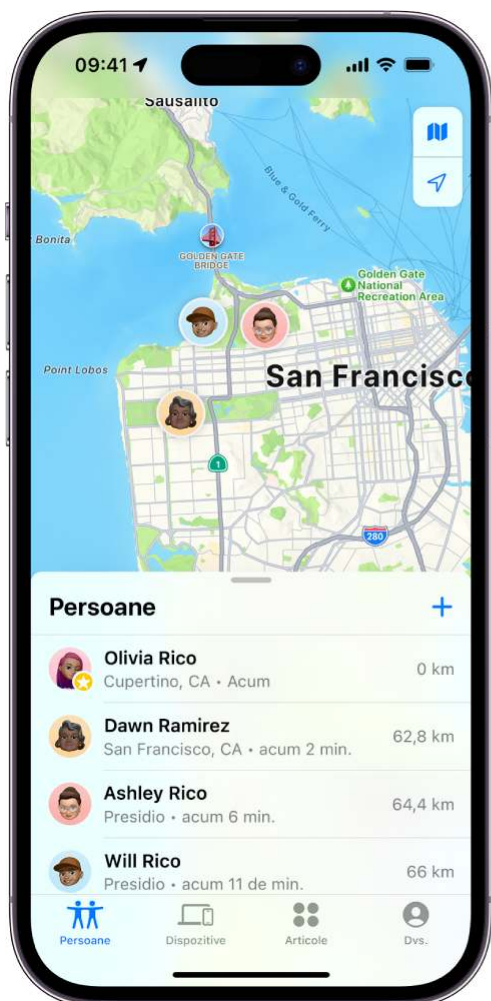 09:41
Sausalito
Blue & Gold Ferry
Bonita
GOLDEN GATE
BRIDGE
Golden Gate
National
Recreation Area
Point Lobos
San Francisco
1
280
Persoane
+
Olivia Rico
Cupertino, CA • Acum
0 km
Dawn Ramirez
San Francisco, CA • acum 2 min.
62,8 km
Ashley Rico
Presidio • acum 6 min.
64,4 km
Will Rico
Presidio • acum 11 de min.
66 km
Persoane
Dispozitive
Articole
Dvs.